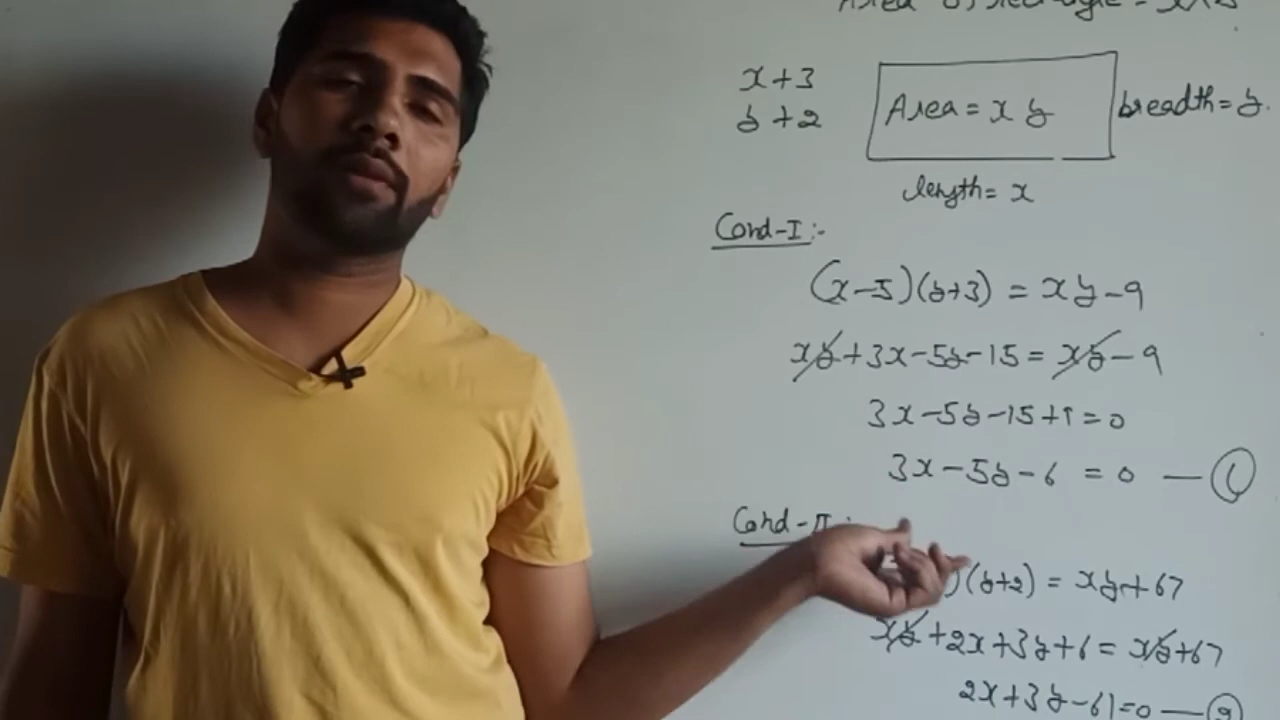 Area of rectangle = x×y
x+3
y+2
Area = x y
breadth = y.
length = x
Cond-I:-
(x-5)(y+3) = xy-9
xy+3x-5y-15 = xy-9
3x-5y-15+9=0
3x-5y-6 = 0 — 1
Cond-II:-
)(y+2) = xy+67
xy+2x+3y+6 = xy+67
2x+3y-61=0 — 2